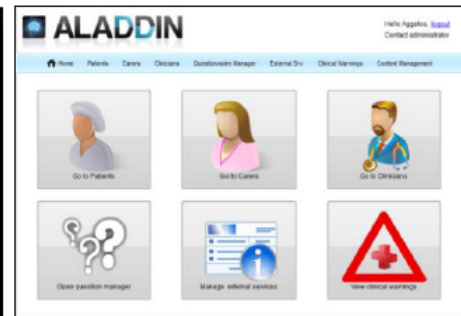 ALADDIN
Hello Aggelos, logout
Contact administrator
Home Patients Carers Clinicians Questionnaire Manager External Srv Clinical Warnings Content Management
Go to Patients Go to Carers Go to Clinicians
Open question manager Manage external services View clinical warnings